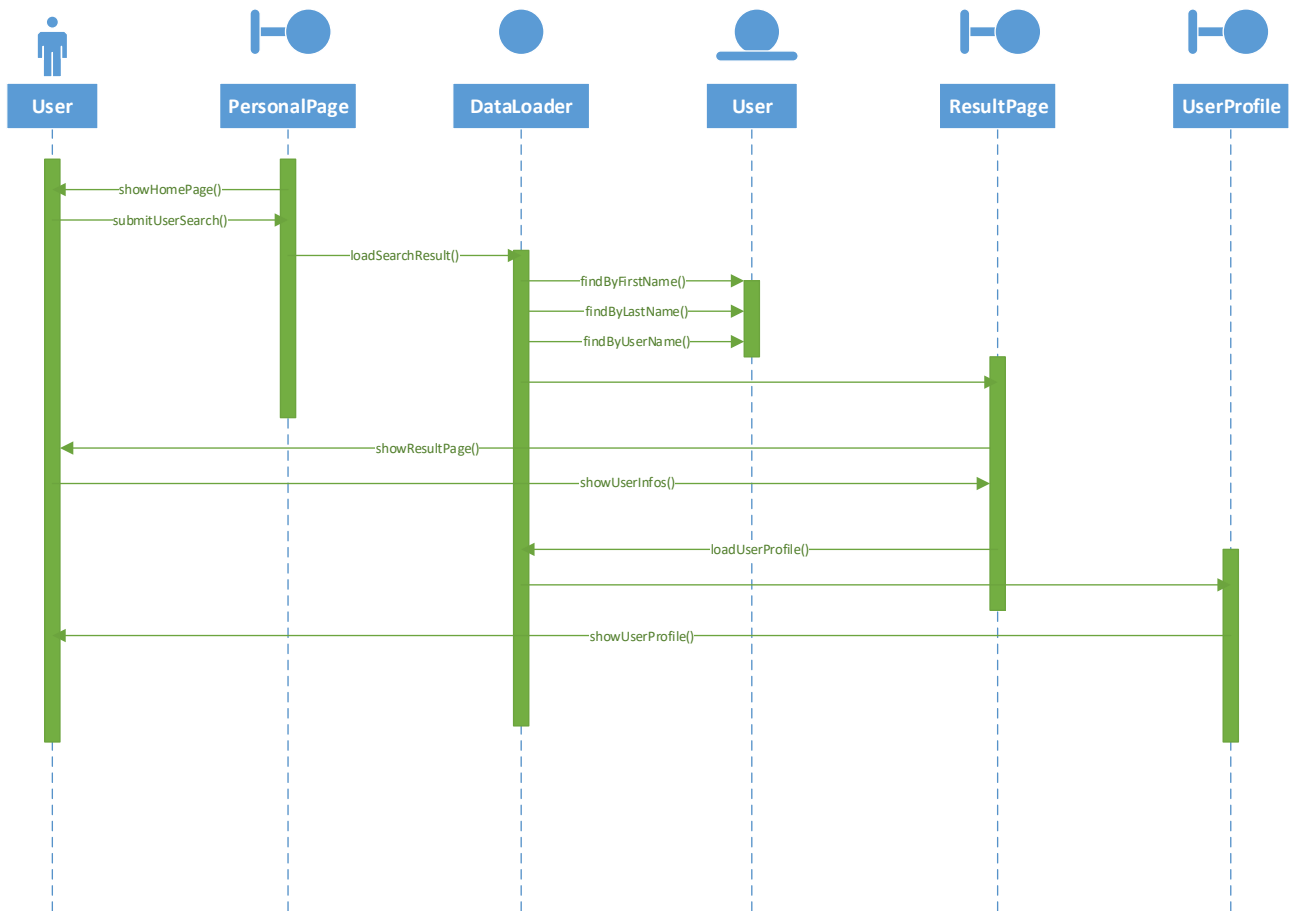 User
PersonalPage
DataLoader
User
ResultPage
UserProfile
showHomePage()
submitUserSearch()
loadSearchResult()
findByFirstName()
findByLastName()
findByUserName()
showResultPage()
showUserInfos()
loadUserProfile()
showUserProfile()